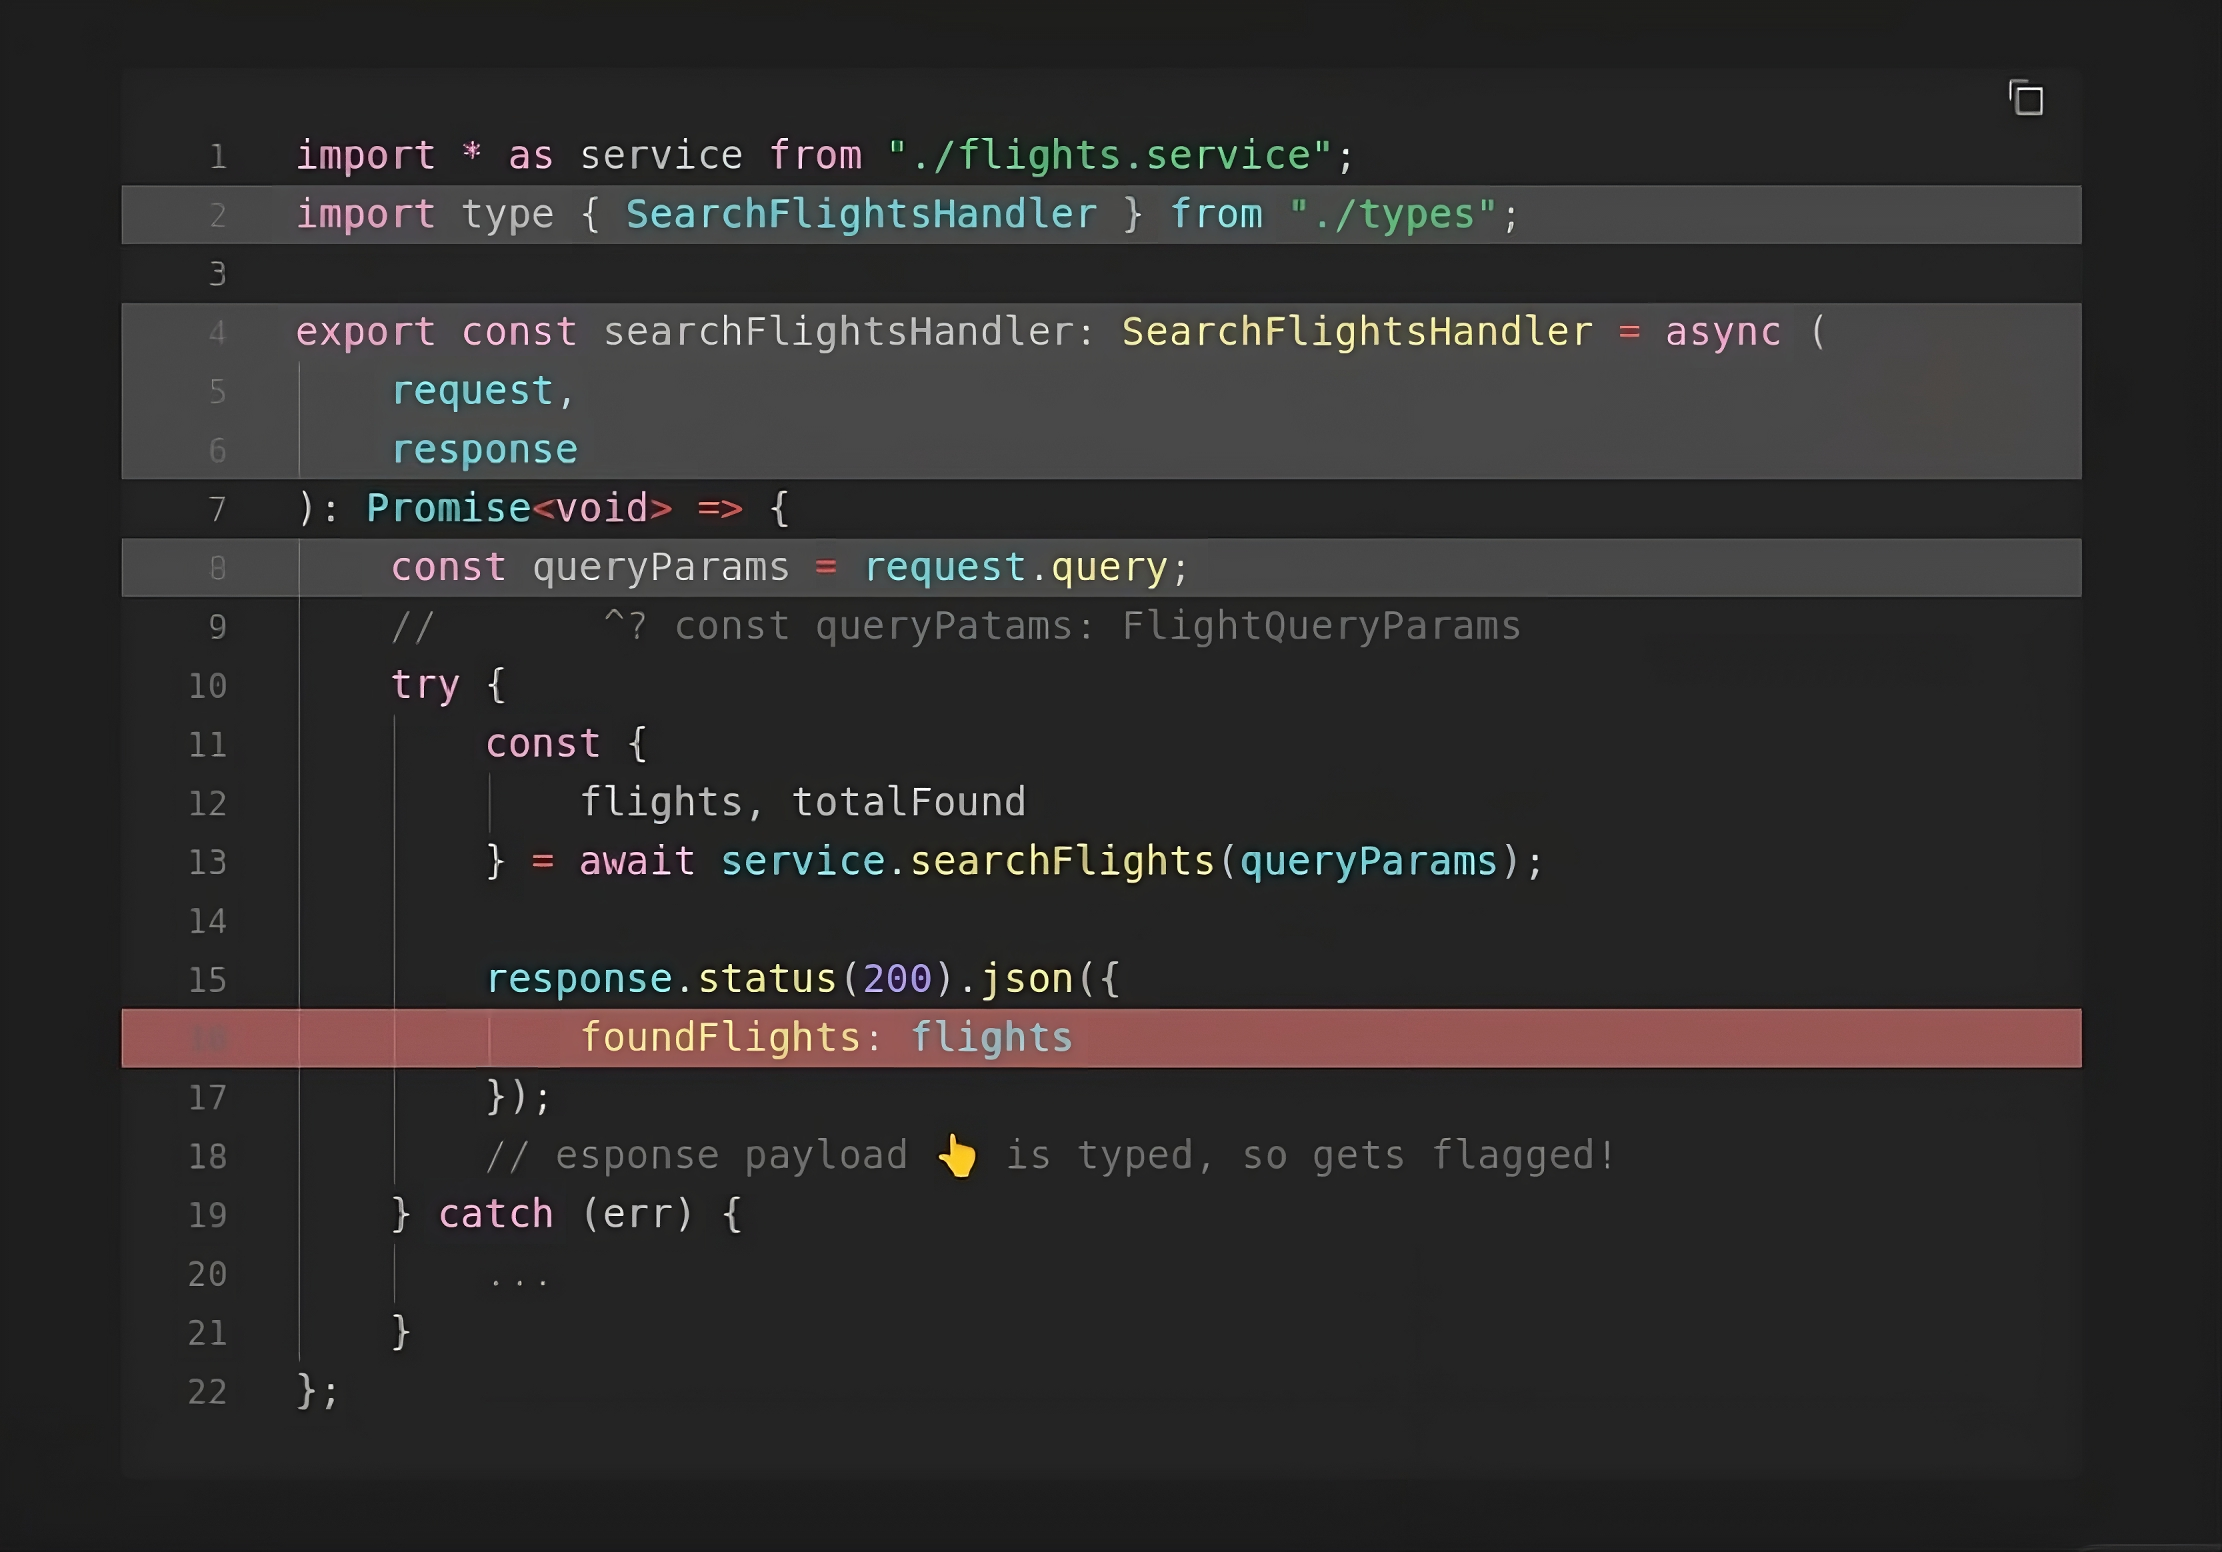 1 import * as service from "./flights.service";
2 import type { SearchFlightsHandler } from "./types";
3
4 export const searchFlightsHandler: SearchFlightsHandler = async (
5 request,
6 response
7 ): Promise<void> => {
8 const queryParams = request.query;
9 // ^? const queryPatams: FlightQueryParams
10 try {
11 const {
12 flights, totalFound
13 } = await service.searchFlights(queryParams);
14
15 response.status(200).json({
16 foundFlights: flights
17 });
18 // esponse payload 👆 is typed, so gets flagged!
19 } catch (err) {
20 ...
21 }
22 };